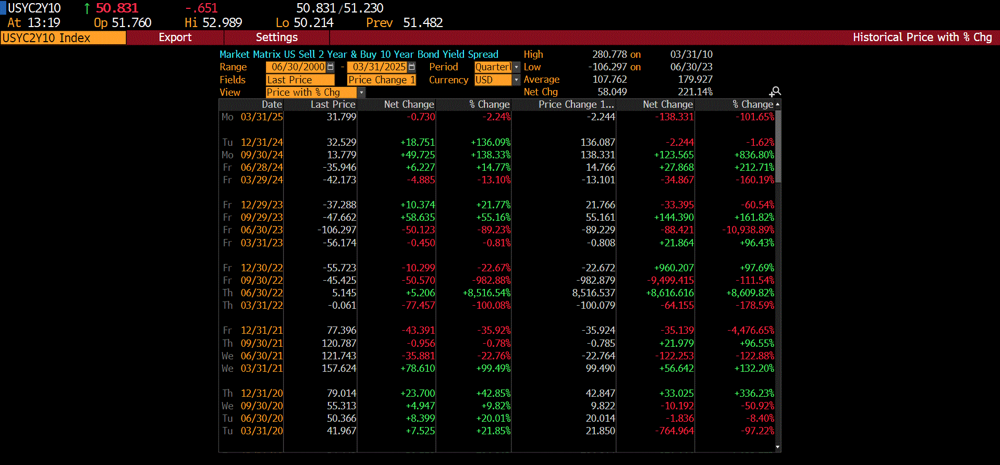 USYC2Y10 ↑ 50.831 -.651 50.831/51.230
At 13:19 Op 51.760 Hi 52.989 Lo 50.214 Prev 51.482
USYC2Y10 Index Export Settings Historical Price with % Chg
Market Matrix US Sell 2 Year & Buy 10 Year Bond Yield Spread High 280.778 on 03/31/10
Range 06/30/2000 - 03/31/2025 Period Quarterl Low -106.297 on 06/30/23
Fields Last Price Price Change 1 Currency USD Average 107.762 179.927
View Price with % Chg Net Chg 58.049 221.14%
Date Last Price Net Change % Change Price Change 1... Net Change % Change
Mo 03/31/25 31.799 -0.730 -2.24% -2.244 -138.331 -101.65%
Tu 12/31/24 32.529 +18.751 +136.09% 136.087 -2.244 -1.62%
Mo 09/30/24 13.779 +49.725 +138.33% 138.331 +123.565 +836.80%
Fr 06/28/24 -35.946 +6.227 +14.77% 14.766 +27.868 +212.71%
Fr 03/29/24 -42.173 -4.885 -13.10% -13.101 -34.867 -160.19%
Fr 12/29/23 -37.288 +10.374 +21.77% 21.766 -33.395 -60.54%
Fr 09/29/23 -47.662 +58.635 +55.16% 55.161 +144.390 +161.82%
Fr 06/30/23 -106.297 -50.123 -89.23% -89.229 -88.421 -10,938.89%
Fr 03/31/23 -56.174 -0.450 -0.81% -0.808 +21.864 +96.43%
Fr 12/30/22 -55.723 -10.299 -22.67% -22.672 +960.207 +97.69%
Fr 09/30/22 -45.425 -50.570 -982.88% -982.879 -9,499.415 -111.54%
Th 06/30/22 5.145 +5.206 +8,516.54% 8,516.537 +8,616.616 +8,609.82%
Th 03/31/22 -0.061 -77.457 -100.08% -100.079 -64.155 -178.59%
Fr 12/31/21 77.396 -43.391 -35.92% -35.924 -35.139 -4,476.65%
Th 09/30/21 120.787 -0.956 -0.78% -0.785 +21.979 +96.55%
We 06/30/21 121.743 -35.881 -22.76% -22.764 -122.253 -122.88%
We 03/31/21 157.624 +78.610 +99.49% 99.490 +56.642 +132.20%
Th 12/31/20 79.014 +23.700 +42.85% 42.847 +33.025 +336.23%
We 09/30/20 55.313 +4.947 +9.82% 9.822 -10.192 -50.92%
Tu 06/30/20 50.366 +8.399 +20.01% 20.014 -1.836 -8.40%
Tu 03/31/20 41.967 +7.525 +21.85% 21.850 -764.964 -97.22%